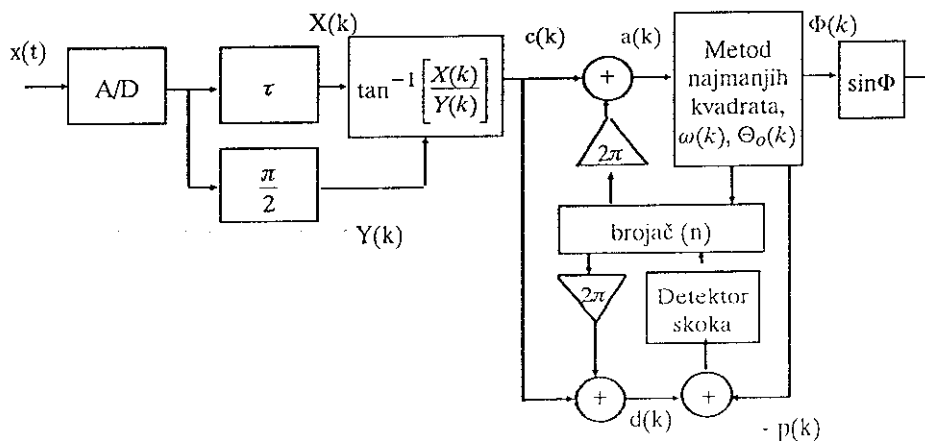 x(t)
A/D
τ
π/2
X(k)
Y(k)
tan⁻¹[X(k)/Y(k)]
c(k)
+
a(k)
2π
Metod
najmanjih
kvadrata,
ω(k), Θₒ(k)
Φ(k)
sinΦ
brojač (n)
2π
Detektor
skoka
+
d(k)
+
- p(k)